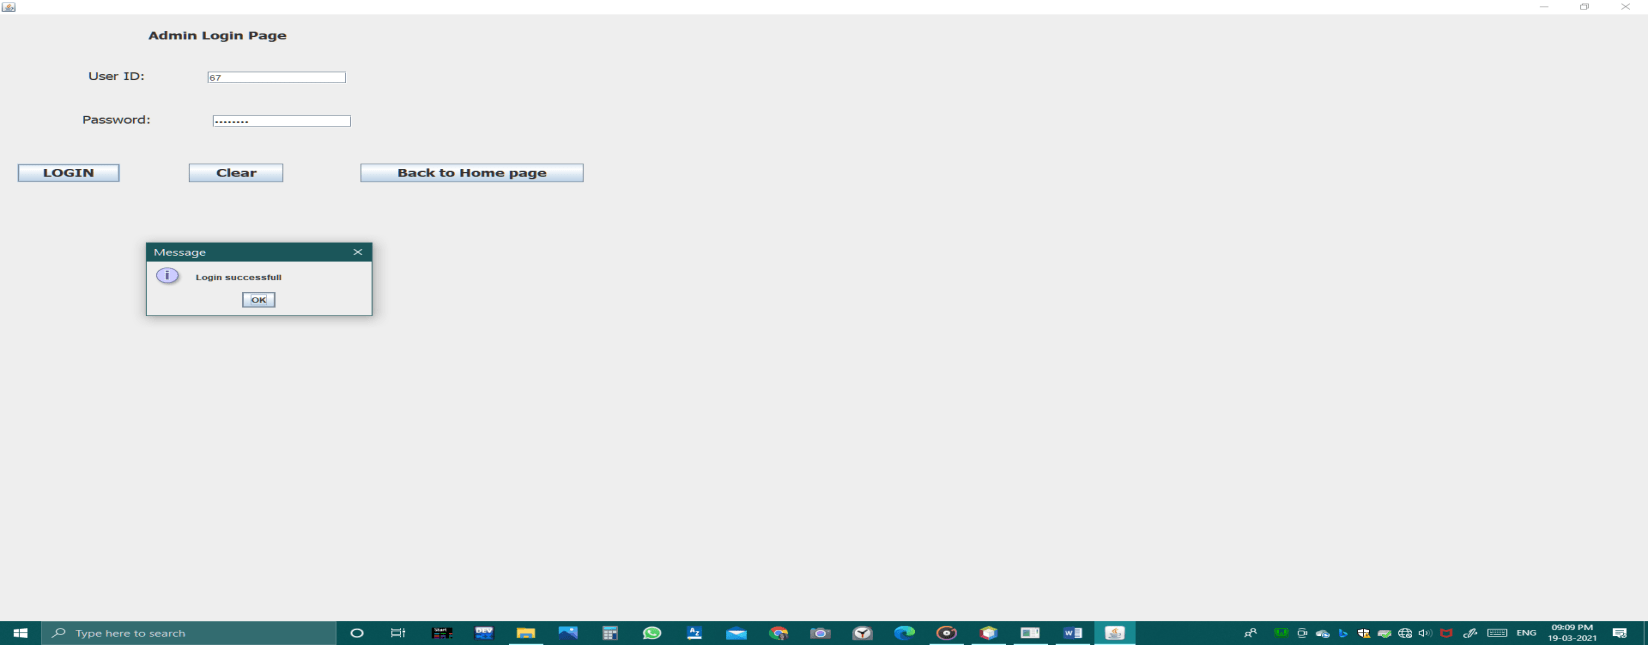 Admin Login Page
User ID: 67
Password: ••••••••
LOGIN Clear Back to Home page
Message
Login successfull
OK
Type here to search
DEV
ENG
09:09 PM
19-03-2021